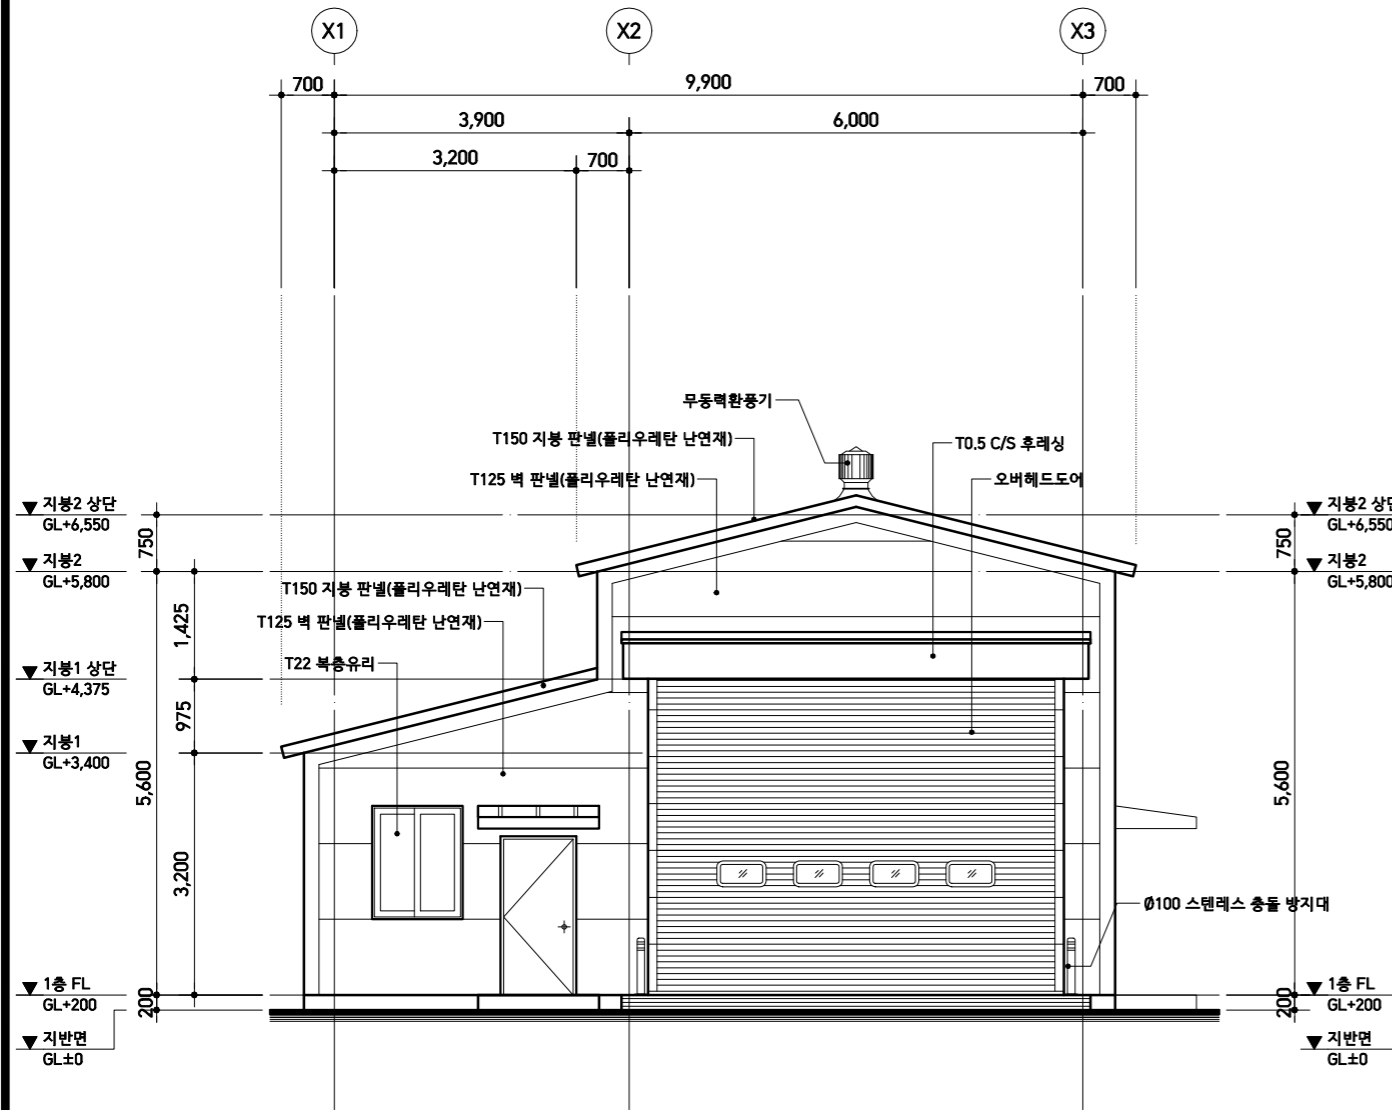 X1
X2
X3
700
9,900
700
3,900
6,000
3,200
700
무동력환풍기
T150 지붕 판넬(폴리우레탄 난연재)
T0.5 C/S 후레싱
T125 벽 판넬(폴리우레탄 난연재)
오버헤드도어
지붕2 상단
GL+6,550
지붕2 상단
GL+6,550
750
750
지붕2
GL+5,800
지붕2
GL+5,800
T150 지붕 판넬(폴리우레탄 난연재)
1,425
T125 벽 판넬(폴리우레탄 난연재)
T22 복층유리
지붕1 상단
GL+4,375
975
지붕1
GL+3,400
5,600
5,600
3,200
Ø100 스텐레스 충돌 방지대
1층 FL
GL+200
200
1층 FL
GL+200
200
지반면
GL±0
지반면
GL±0